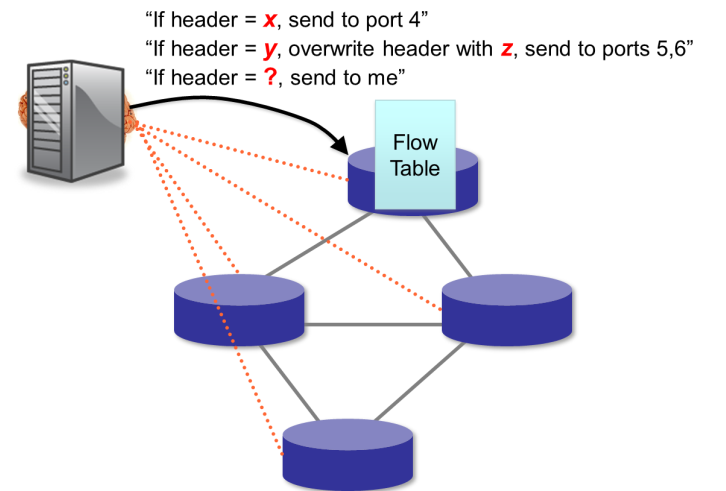 “If header = x, send to port 4”
“If header = y, overwrite header with z, send to ports 5,6”
“If header = ?, send to me”
Flow
Table